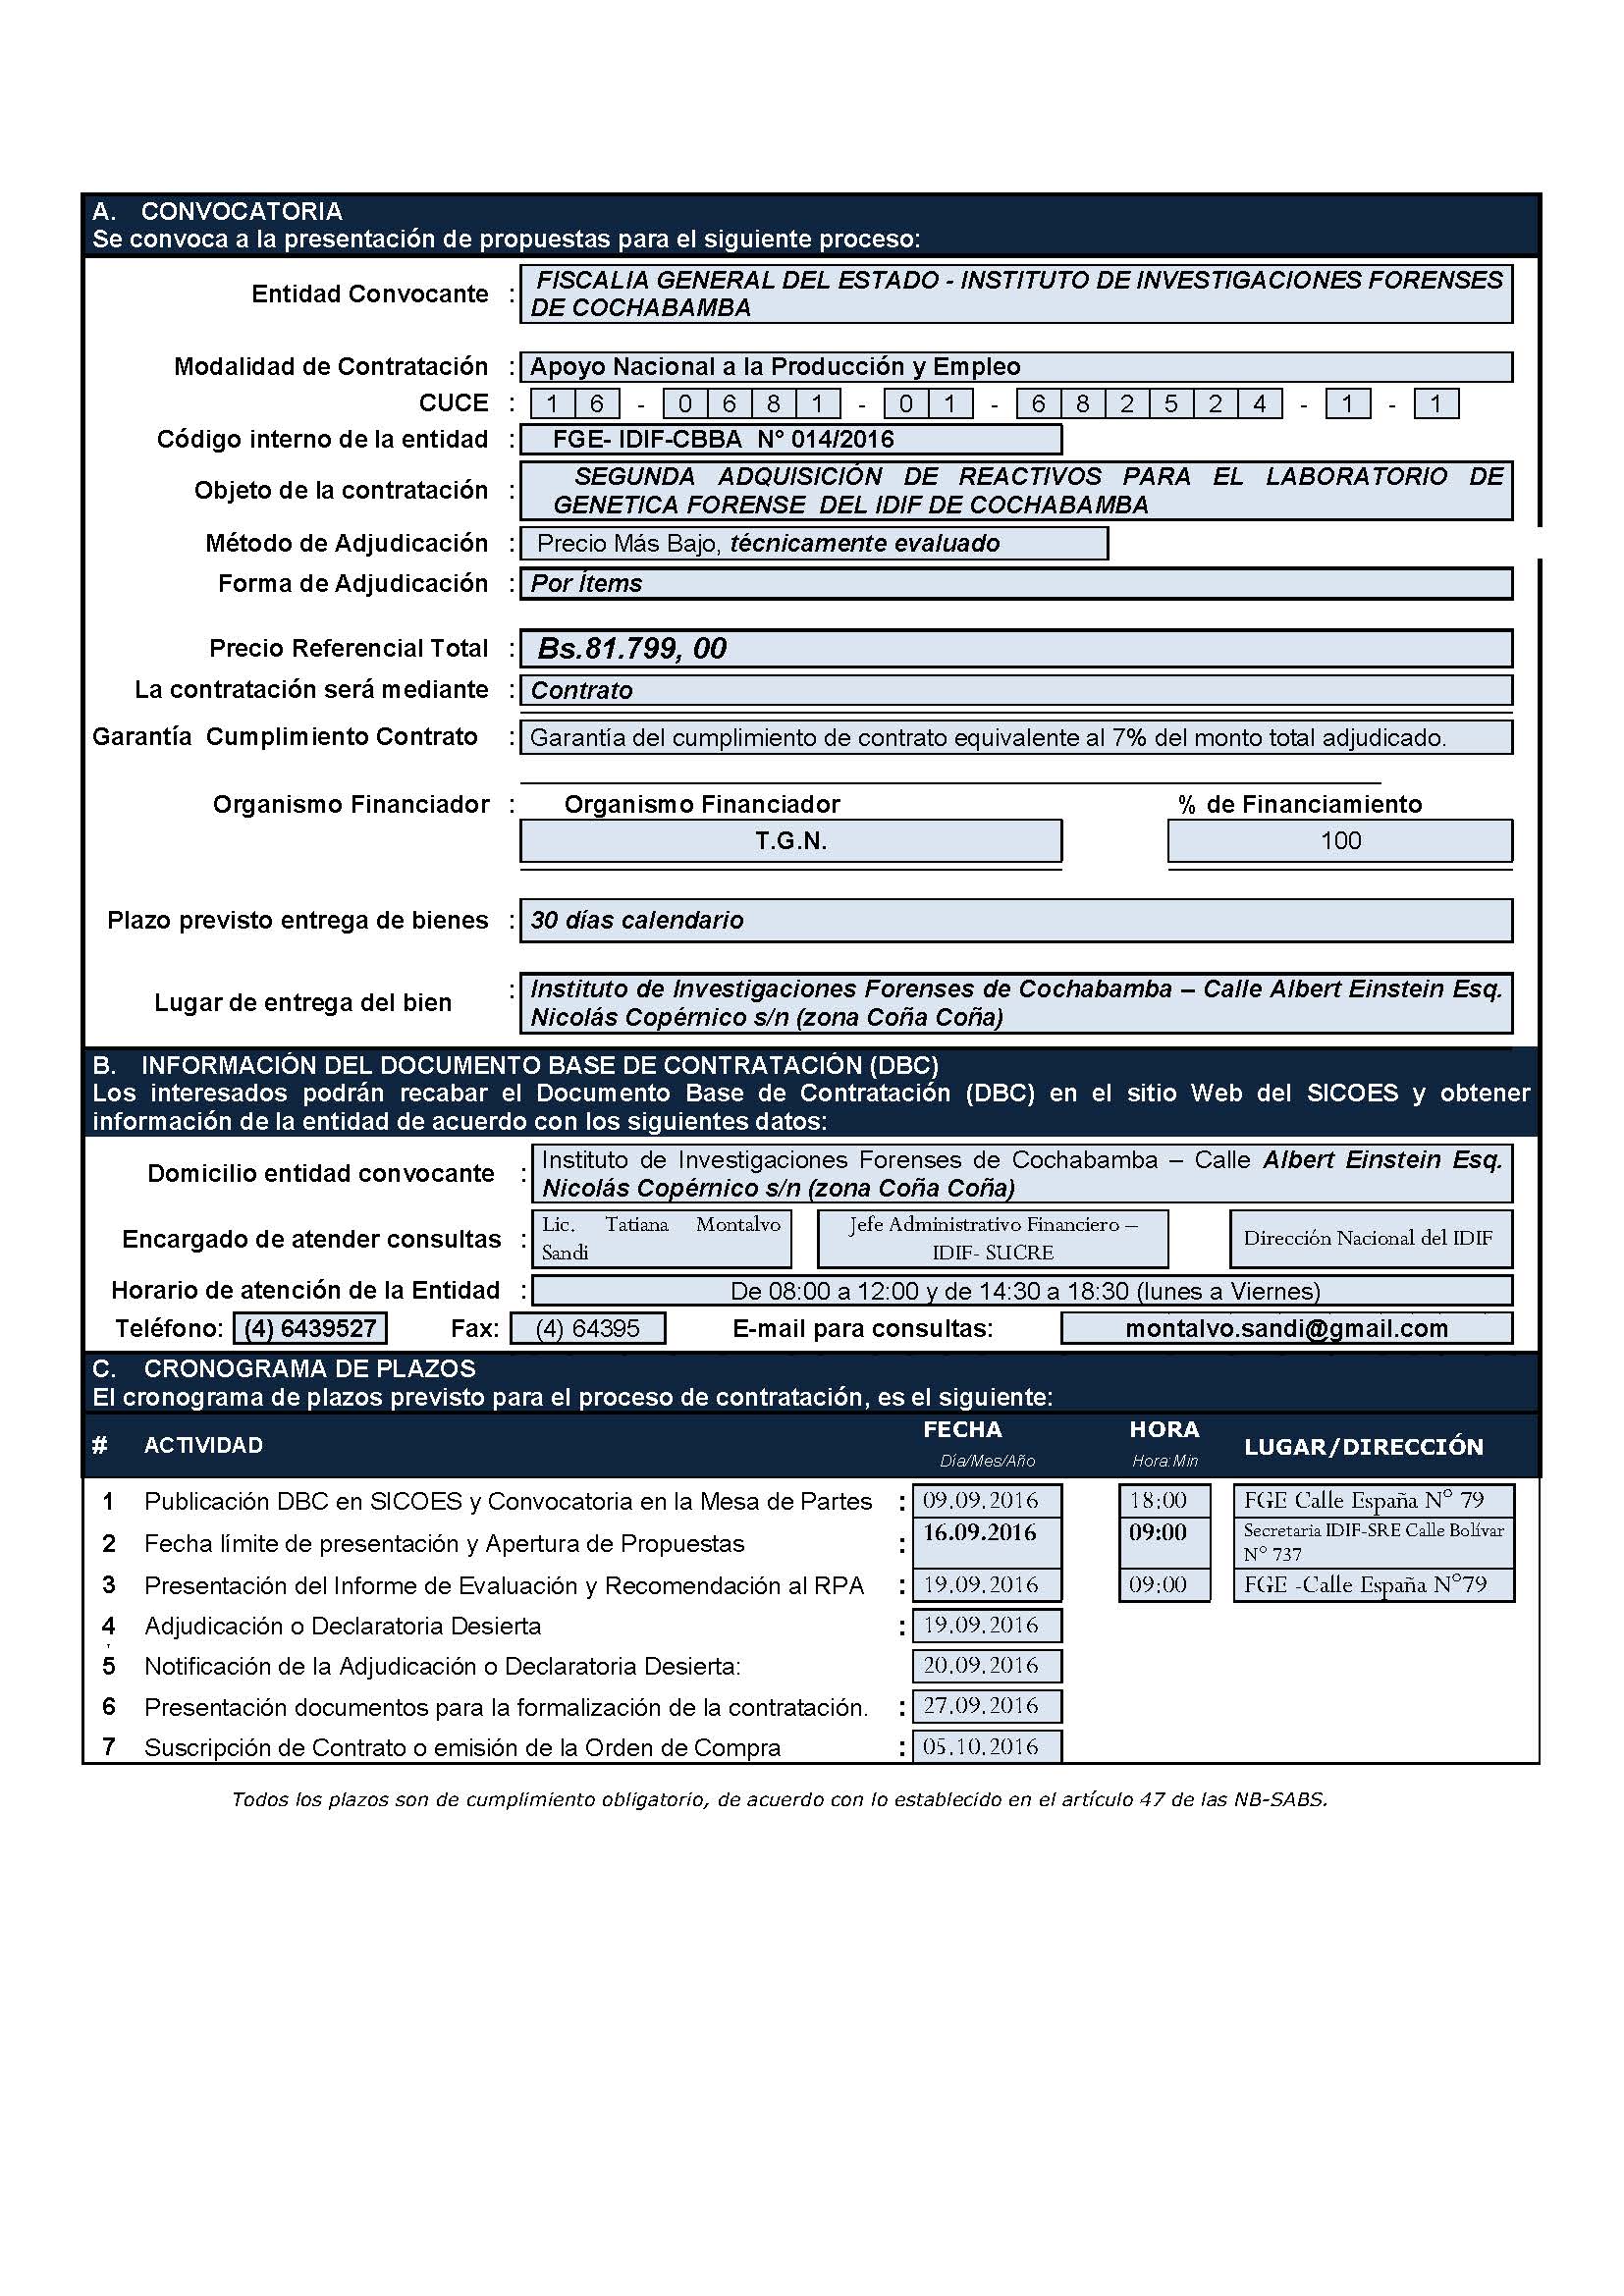 A. CONVOCATORIA
Se convoca a la presentación de propuestas para el siguiente proceso:
Entidad Convocante : FISCALIA GENERAL DEL ESTADO - INSTITUTO DE INVESTIGACIONES FORENSES
DE COCHABAMBA
Modalidad de Contratación : Apoyo Nacional a la Producción y Empleo
CUCE : 1 6 - 0 6 8 1 - 0 1 - 6 8 2 5 2 4 - 1 - 1
Código interno de la entidad : FGE- IDIF-CBBA N° 014/2016
Objeto de la contratación : SEGUNDA ADQUISICIÓN DE REACTIVOS PARA EL LABORATORIO DE
GENETICA FORENSE DEL IDIF DE COCHABAMBA
Método de Adjudicación : Precio Más Bajo, técnicamente evaluado
Forma de Adjudicación : Por Ítems
Precio Referencial Total : Bs.81.799, 00
La contratación será mediante : Contrato
Garantía Cumplimiento Contrato : Garantía del cumplimiento de contrato equivalente al 7% del monto total adjudicado.
Organismo Financiador : Organismo Financiador % de Financiamiento
T.G.N. 100
Plazo previsto entrega de bienes : 30 días calendario
Lugar de entrega del bien : Instituto de Investigaciones Forenses de Cochabamba – Calle Albert Einstein Esq.
Nicolás Copérnico s/n (zona Coña Coña)
B. INFORMACIÓN DEL DOCUMENTO BASE DE CONTRATACIÓN (DBC)
Los interesados podrán recabar el Documento Base de Contratación (DBC) en el sitio Web del SICOES y obtener
información de la entidad de acuerdo con los siguientes datos:
Domicilio entidad convocante : Instituto de Investigaciones Forenses de Cochabamba – Calle Albert Einstein Esq.
Nicolás Copérnico s/n (zona Coña Coña)
Encargado de atender consultas : Lic. Tatiana Montalvo Sandi Jefe Administrativo Financiero – IDIF- SUCRE Dirección Nacional del IDIF
Horario de atención de la Entidad : De 08:00 a 12:00 y de 14:30 a 18:30 (lunes a Viernes)
Teléfono: (4) 6439527 Fax: (4) 64395 E-mail para consultas: montalvo.sandi@gmail.com
C. CRONOGRAMA DE PLAZOS
El cronograma de plazos previsto para el proceso de contratación, es el siguiente:
# ACTIVIDAD FECHA HORA LUGAR/DIRECCIÓN
Día/Mes/Año Hora:Min
1 Publicación DBC en SICOES y Convocatoria en la Mesa de Partes : 09.09.2016 18:00 FGE Calle España N° 79
2 Fecha límite de presentación y Apertura de Propuestas : 16.09.2016 09:00 Secretaria IDIF-SRE Calle Bolívar N° 737
3 Presentación del Informe de Evaluación y Recomendación al RPA : 19.09.2016 09:00 FGE -Calle España N°79
4 Adjudicación o Declaratoria Desierta : 19.09.2016
5 Notificación de la Adjudicación o Declaratoria Desierta: 20.09.2016
6 Presentación documentos para la formalización de la contratación. : 27.09.2016
7 Suscripción de Contrato o emisión de la Orden de Compra : 05.10.2016
Todos los plazos son de cumplimiento obligatorio, de acuerdo con lo establecido en el artículo 47 de las NB-SABS.